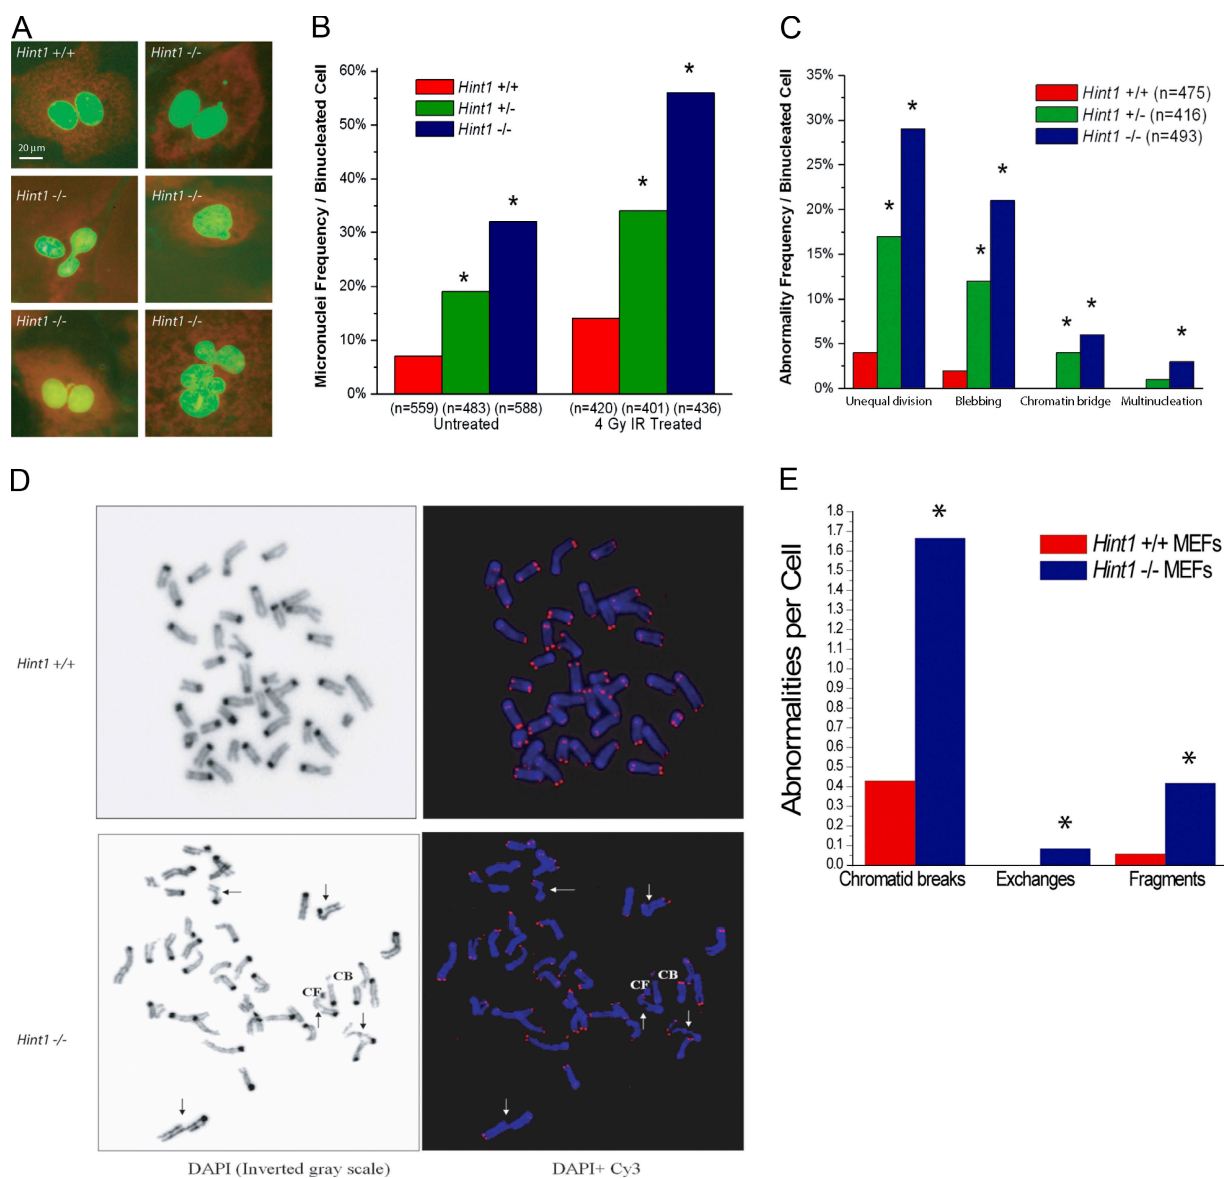 A
Hint1 +/+
Hint1 -/-
20 μm
Hint1 -/-
Hint1 -/-
Hint1 -/-
Hint1 -/-
B
Micronuclei Frequency / Binucleated Cell
60%
50%
40%
30%
20%
10%
0%
Hint1 +/+
Hint1 +/-
Hint1 -/-
*
*
*
*
(n=559) (n=483) (n=588)
Untreated
(n=420) (n=401) (n=436)
4 Gy IR Treated
C
Abnormality Frequency / Binucleated Cell
35%
30%
25%
20%
15%
10%
5%
0%
Hint1 +/+ (n=475)
Hint1 +/- (n=416)
Hint1 -/- (n=493)
*
*
*
*
*
*
*
Unequal division
Blebbing
Chromatin bridge
Multinucleation
D
Hint1 +/+
Hint1 -/-
CF
CB
CF
CB
DAPI (Inverted gray scale)
DAPI+ Cy3
E
Abnormalities per Cell
1.8
1.7
1.6
1.5
1.4
1.3
1.2
1.1
1.0
0.9
0.8
0.7
0.6
0.5
0.4
0.3
0.2
0.1
0.0
Hint1 +/+ MEFs
Hint1 -/- MEFs
*
*
*
Chromatid breaks
Exchanges
Fragments